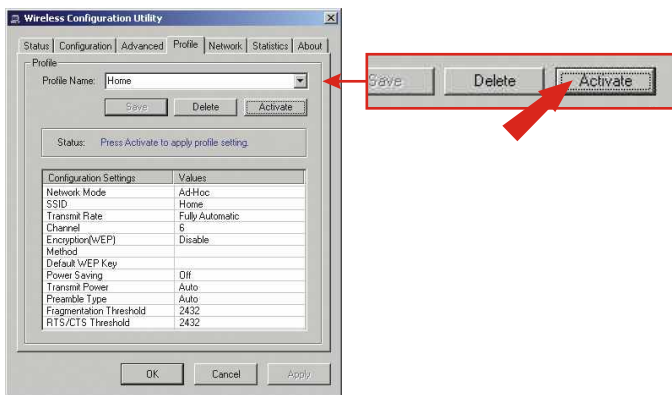 Wireless Configuration Utility
Status Configuration Advanced Profile Network Statistics About
Profile
Profile Name: Home
Save Delete Activate
Status: Press Activate to apply profile setting.
Configuration Settings Values
Network Mode Ad-Hoc
SSID Home
Transmit Rate Fully Automatic
Channel 6
Encryption(WEP) Disable
Method
Default WEP Key
Power Saving Off
Transmit Power Auto
Preamble Type Auto
Fragmentation Threshold 2432
RTS/CTS Threshold 2432
OK Cancel Apply
Save Delete Activate